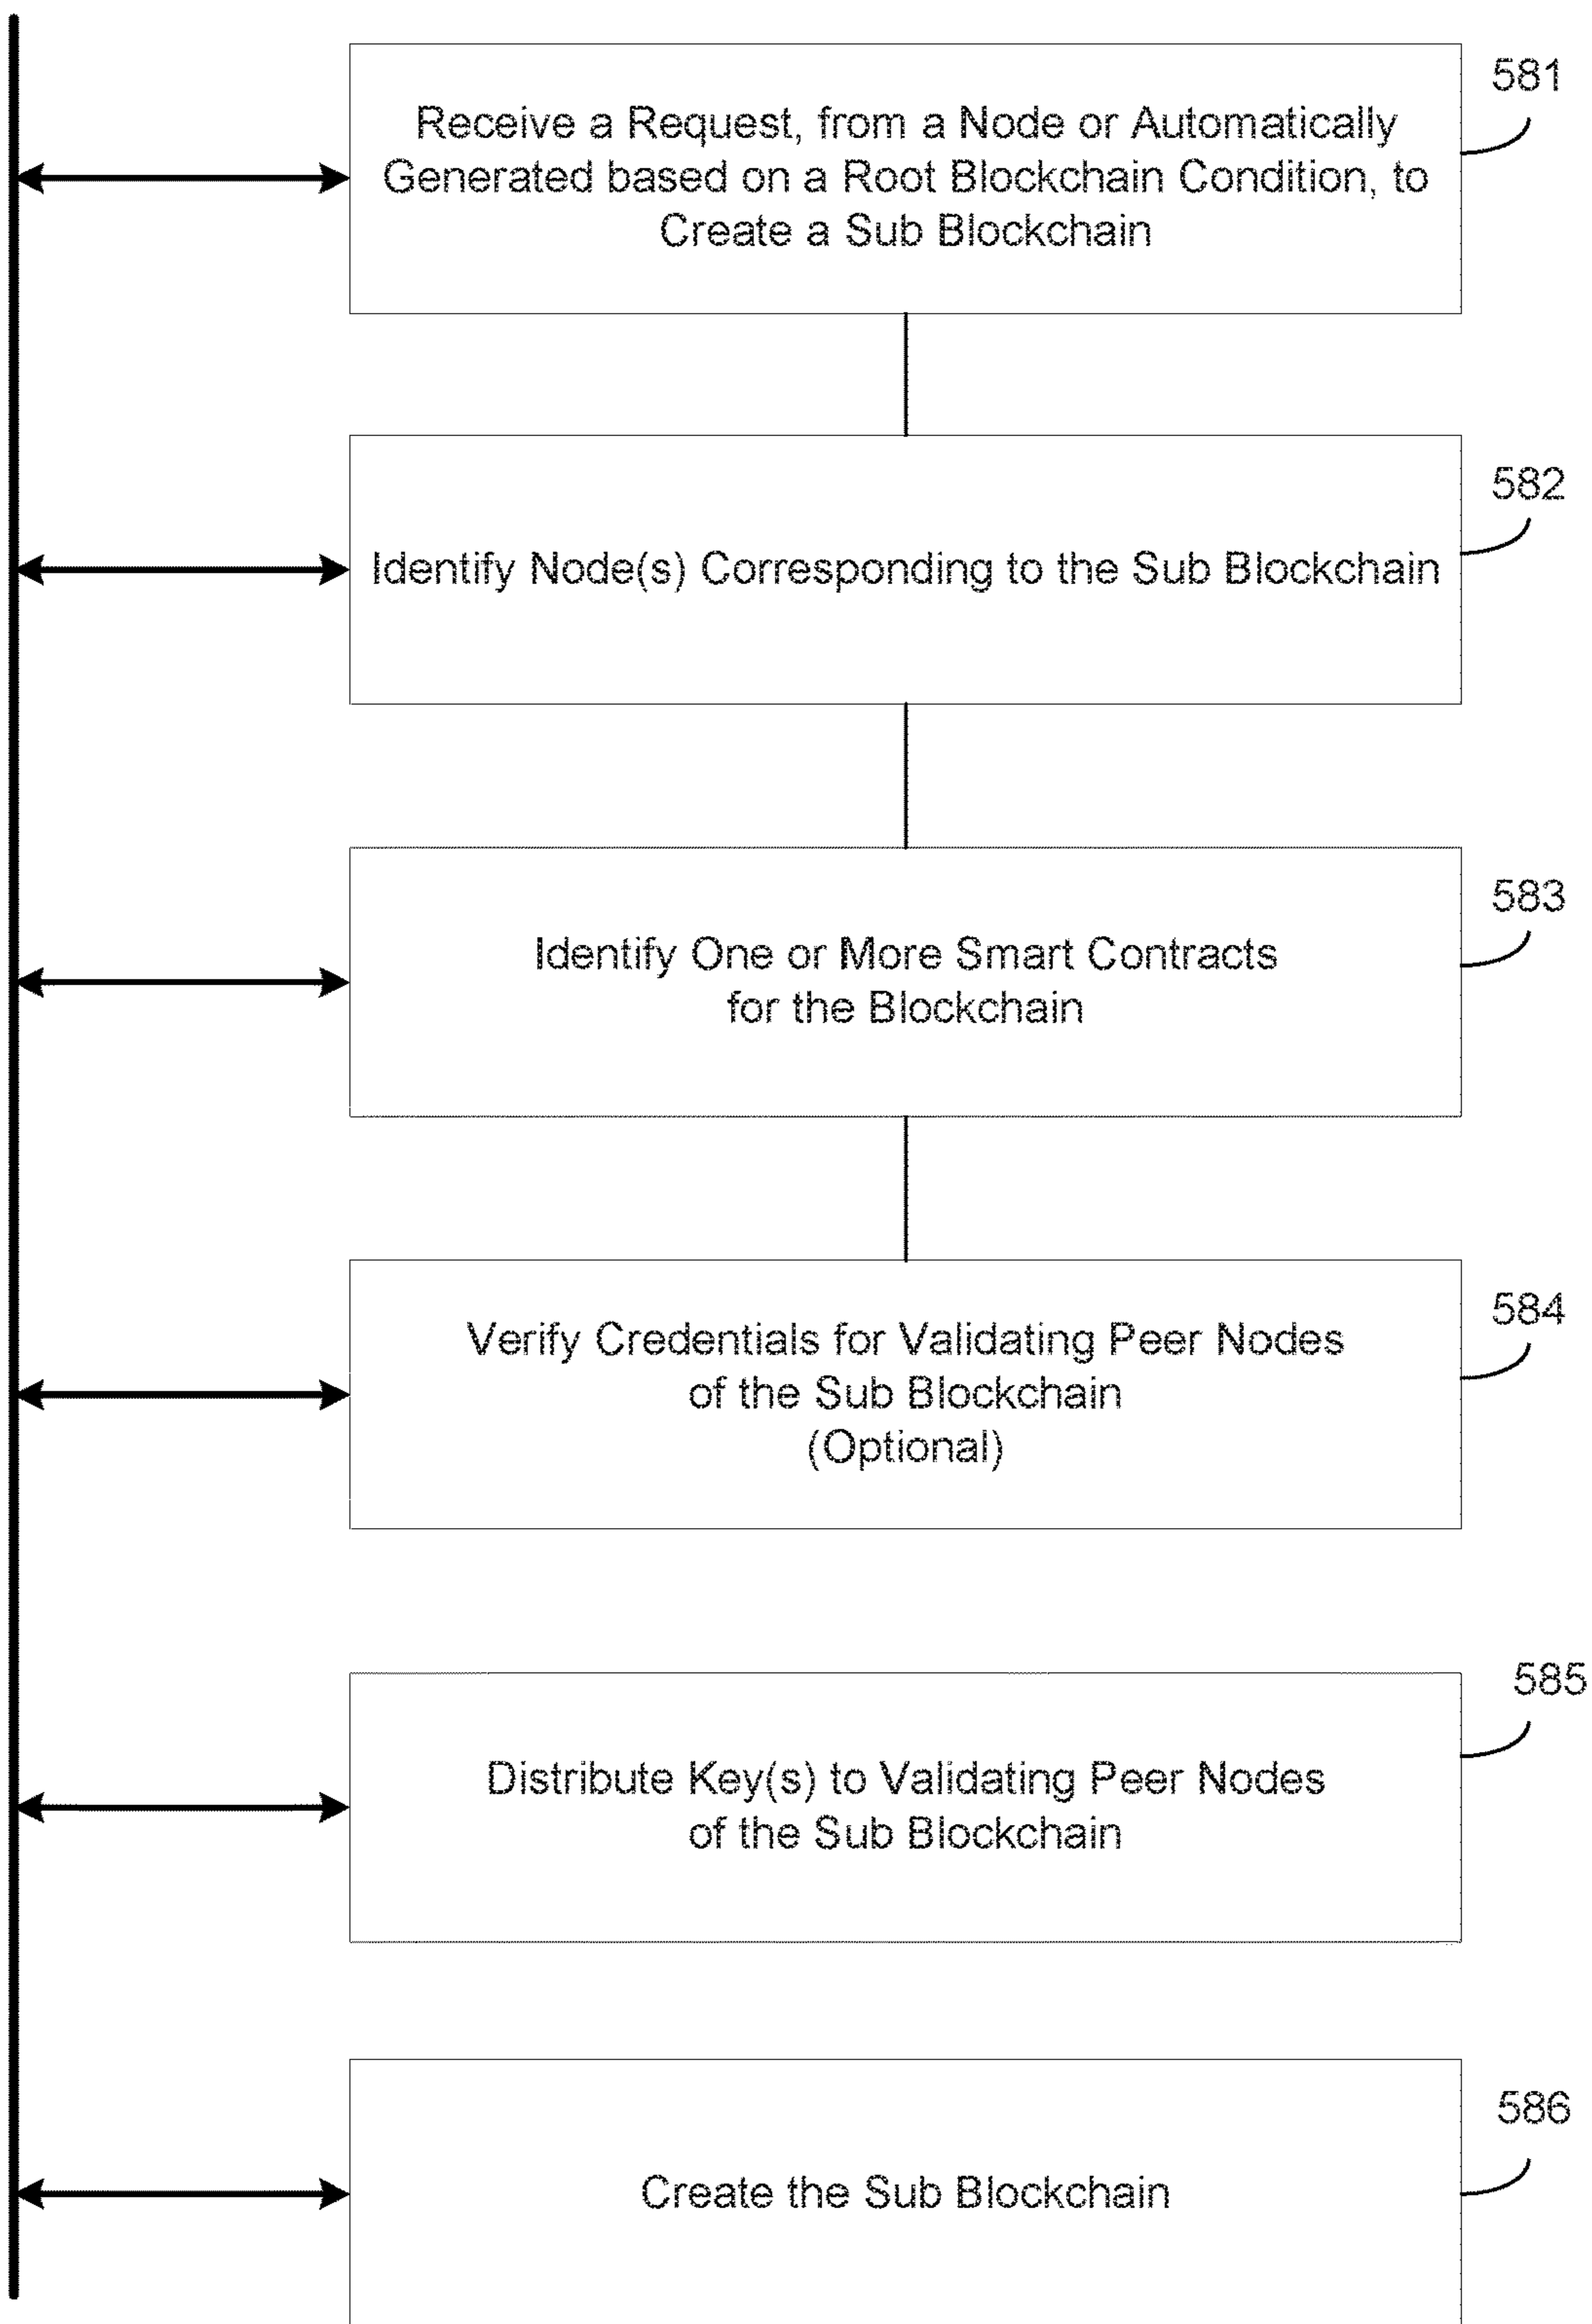 581
Receive a Request, from a Node or Automatically
Generated based on a Root Blockchain Condition, to
Create a Sub Blockchain
582
Identify Node(s) Corresponding to the Sub Blockchain
583
Identify One or More Smart Contracts
for the Blockchain
584
Verify Credentials for Validating Peer Nodes
of the Sub Blockchain
(Optional)
585
Distribute Key(s) to Validating Peer Nodes
of the Sub Blockchain
586
Create the Sub Blockchain